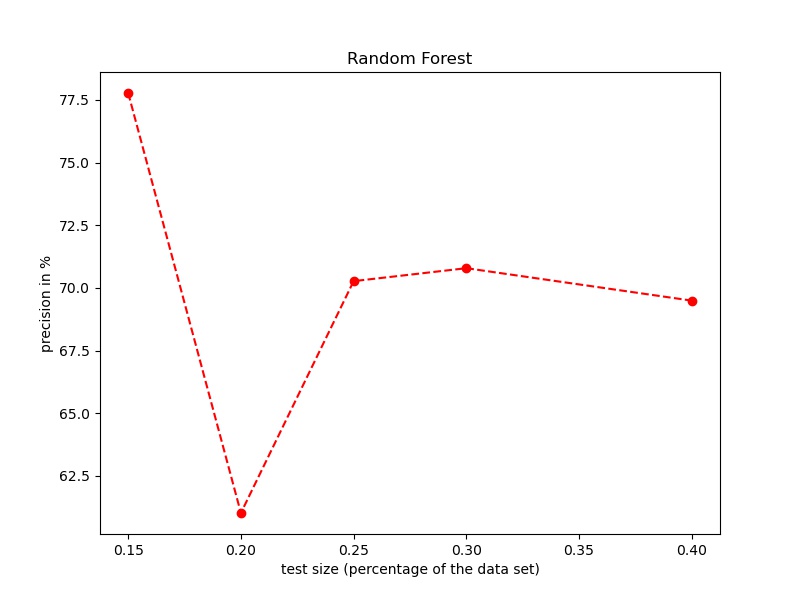 Random Forest
precision in %
77.5
75.0
72.5
70.0
67.5
65.0
62.5
0.15 0.20 0.25 0.30 0.35 0.40
test size (percentage of the data set)